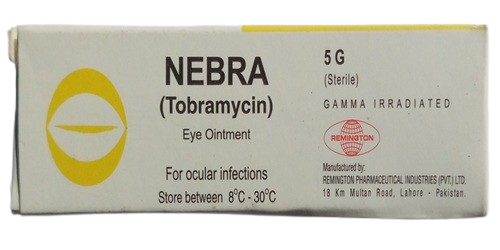 NEBRA
(Tobramycin)
Eye Ointment
For ocular infections
Store between 8°C - 30°C
5 G
(Sterile)
GAMMA IRRADIATED
REMINGTON
Manufactured by:
REMINGTON PHARMACEUTICAL INDUSTRIES (PVT.) LTD.
18 Km Multan Road, Lahore - Pakistan.